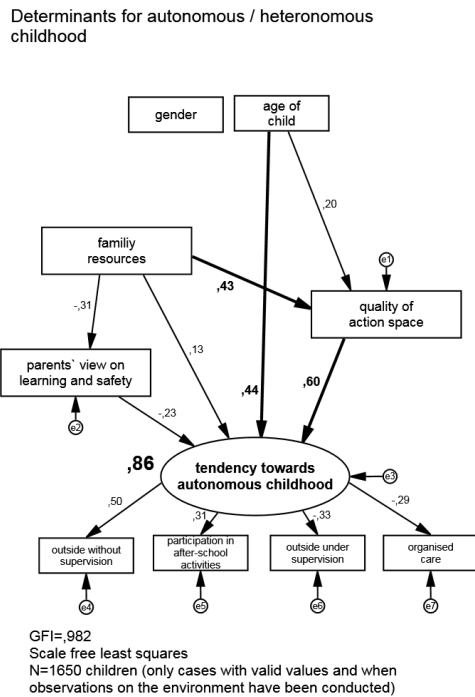 Determinants for autonomous / heteronomous
childhood
gender
age of
child
,20
familiy
resources
e1
,43
quality of
action space
-,31
,13
parents` view on
learning and safety
,44
,60
-,23
e2
,86
tendency towards
autonomous childhood
e3
,50
,31
-,33
-,29
outside without
supervision
participation in
after-school
activities
outside under
supervision
organised
care
e4
e5
e6
e7
GFI=,982
Scale free least squares
N=1650 children (only cases with valid values and when
observations on the environment have been conducted)